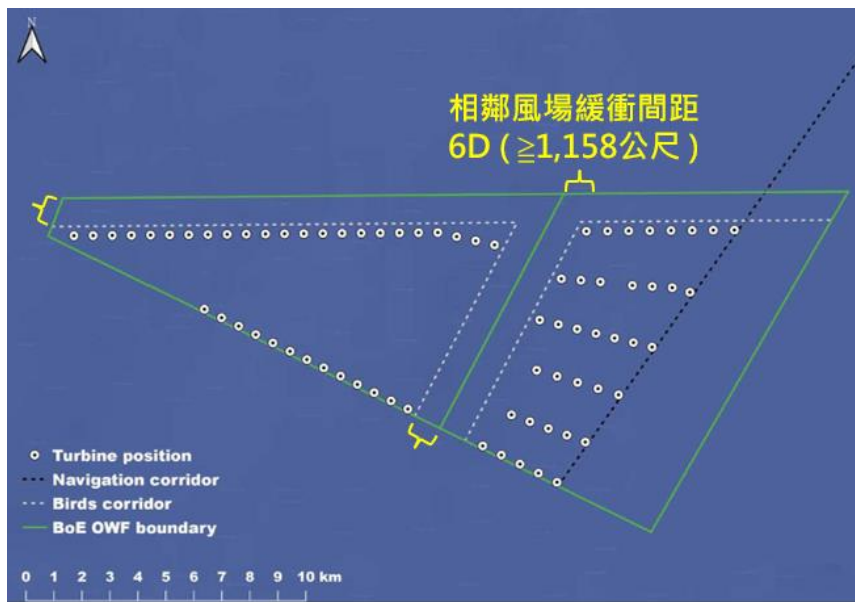 N
相鄰風場緩衝間距
6D (≧1,158公尺)
Turbine position
Navigation corridor
Birds corridor
BoE OWF boundary
0 1 2 3 4 5 6 7 8 9 10 km